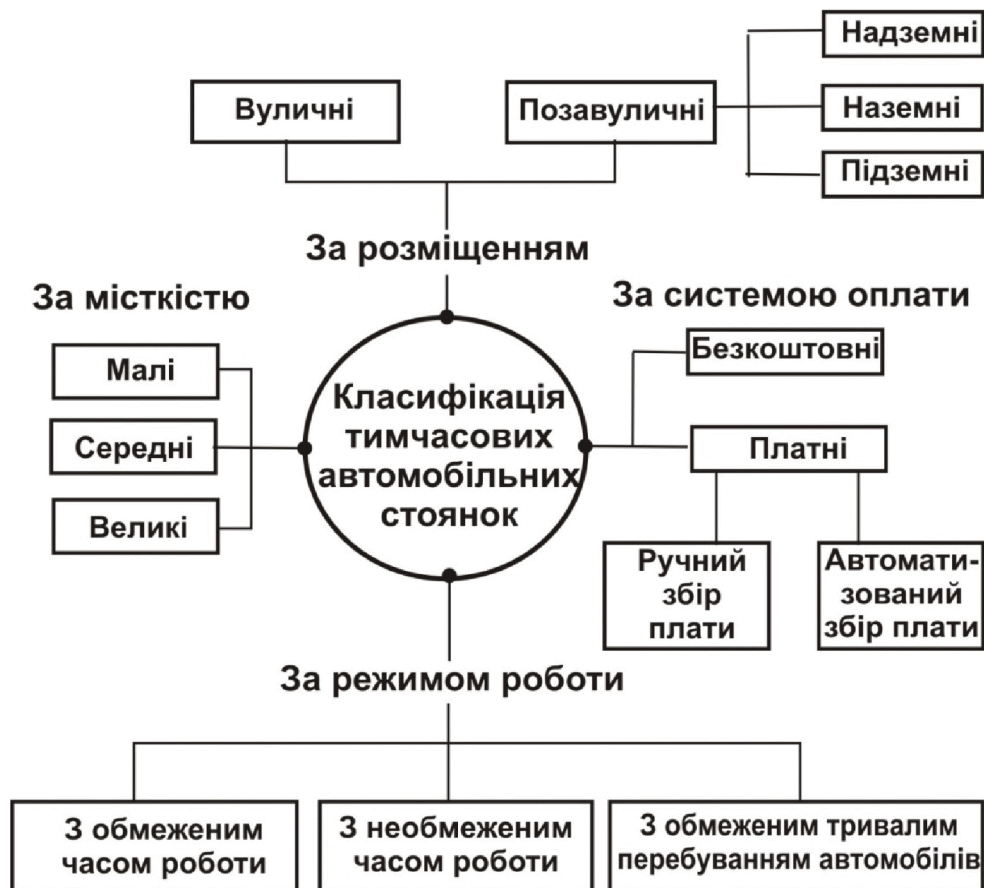 Надземні
Вуличні
Позавуличні
Наземні
Підземні
За розміщенням
За місткістю
За системою оплати
Малі
Середні
Великі
Безкоштовні
Платні
Класифікація
тимчасових
автомобільних
стоянок
Ручний
збір
плати
Автомати-
зований
збір плати
За режимом роботи
З обмеженим
часом роботи
З необмеженим
часом роботи
З обмеженим тривалим
перебуванням автомобілів